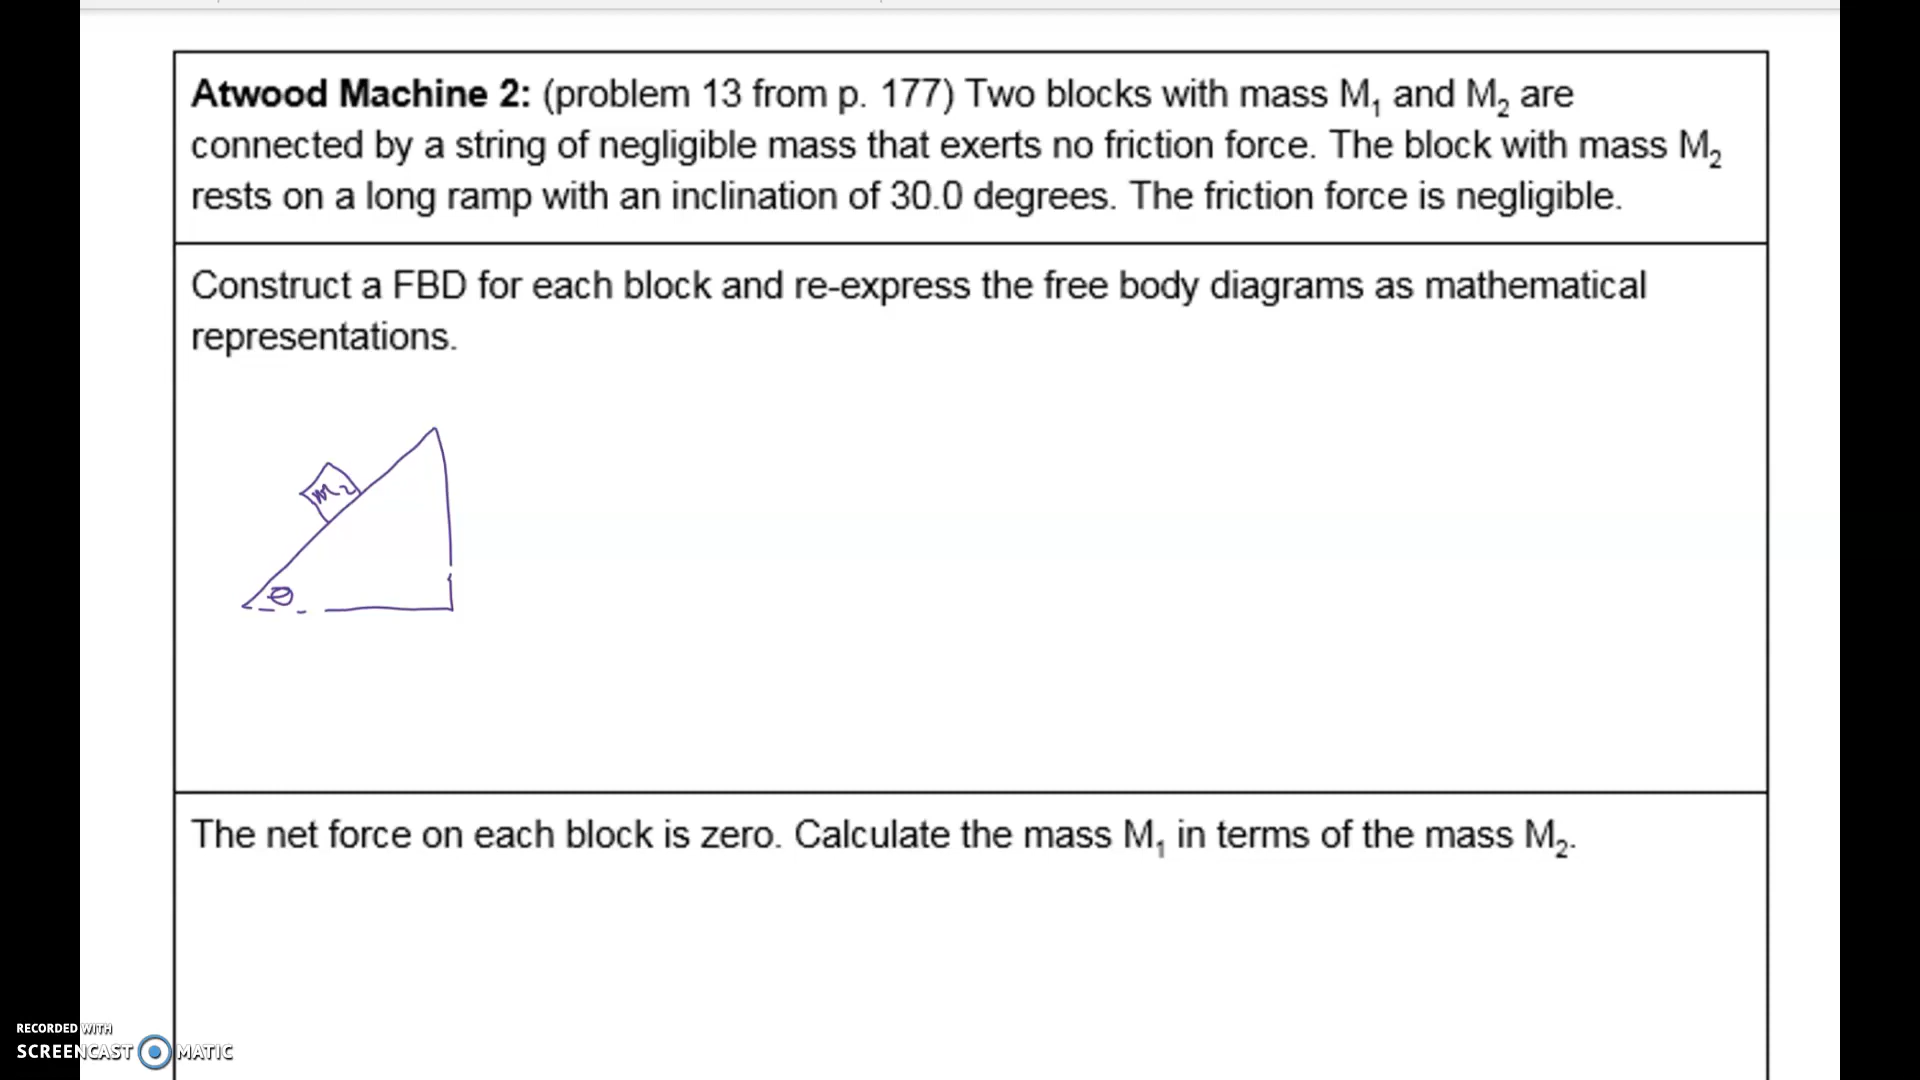 Atwood Machine 2: (problem 13 from p. 177) Two blocks with mass M₁ and M₂ are
connected by a string of negligible mass that exerts no friction force. The block with mass M₂
rests on a long ramp with an inclination of 30.0 degrees. The friction force is negligible.
Construct a FBD for each block and re-express the free body diagrams as mathematical
representations.
m₂
θ
The net force on each block is zero. Calculate the mass M₁ in terms of the mass M₂.
RECORDED WITH
SCREENCAST MATIC